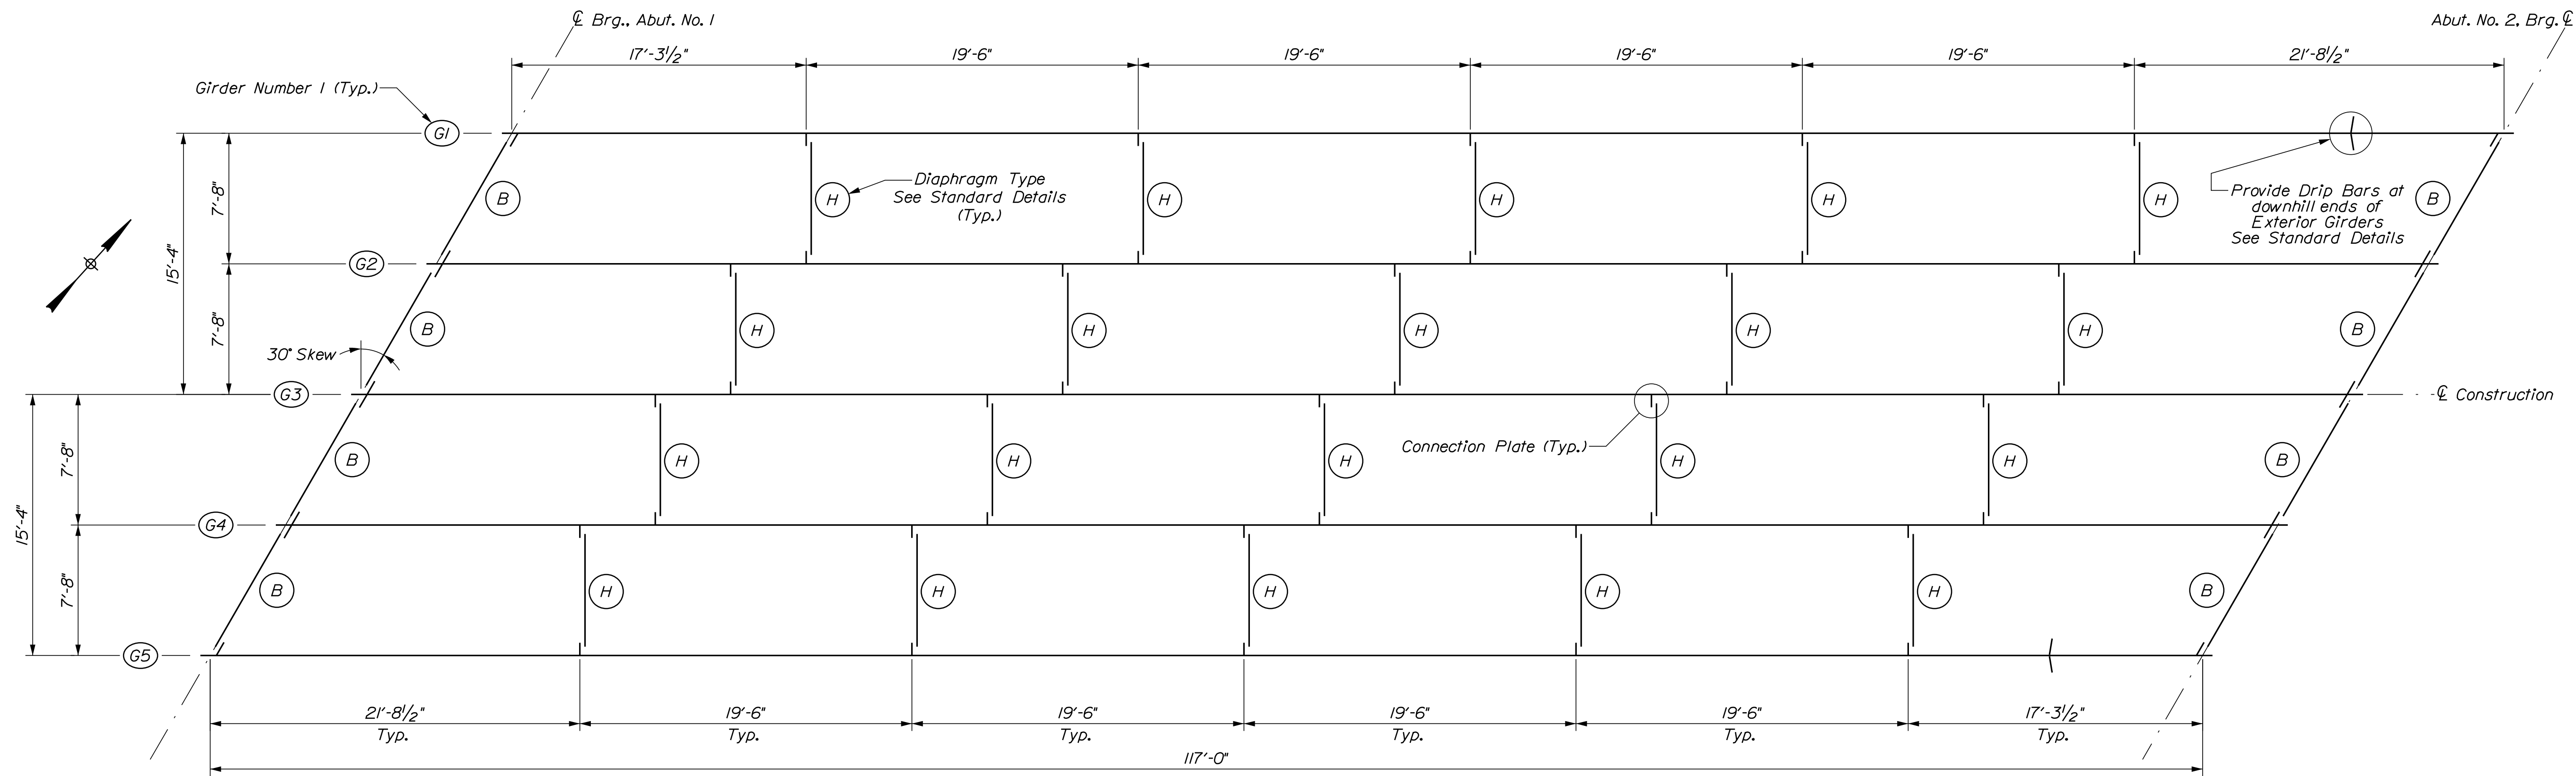 ℄ Brg., Abut. No. 1
Abut. No. 2, Brg. ℄
17'-3½"
19'-6"
19'-6"
19'-6"
19'-6"
21'-8½"
Girder Number 1 (Typ.)
G1
15'-4"
7'-8"
B
H
Diaphragm Type
See Standard Details
(Typ.)
H
H
H
H
B
Provide Drip Bars at
downhill ends of
Exterior Girders
See Standard Details
G2
7'-8"
B
H
H
H
H
H
B
30° Skew
G3
℄ Construction
15'-4"
7'-8"
B
H
H
H
Connection Plate (Typ.)
H
H
B
G4
7'-8"
B
H
H
H
H
H
B
G5
21'-8½"
Typ.
19'-6"
Typ.
19'-6"
Typ.
19'-6"
Typ.
19'-6"
Typ.
17'-3½"
Typ.
117'-0"